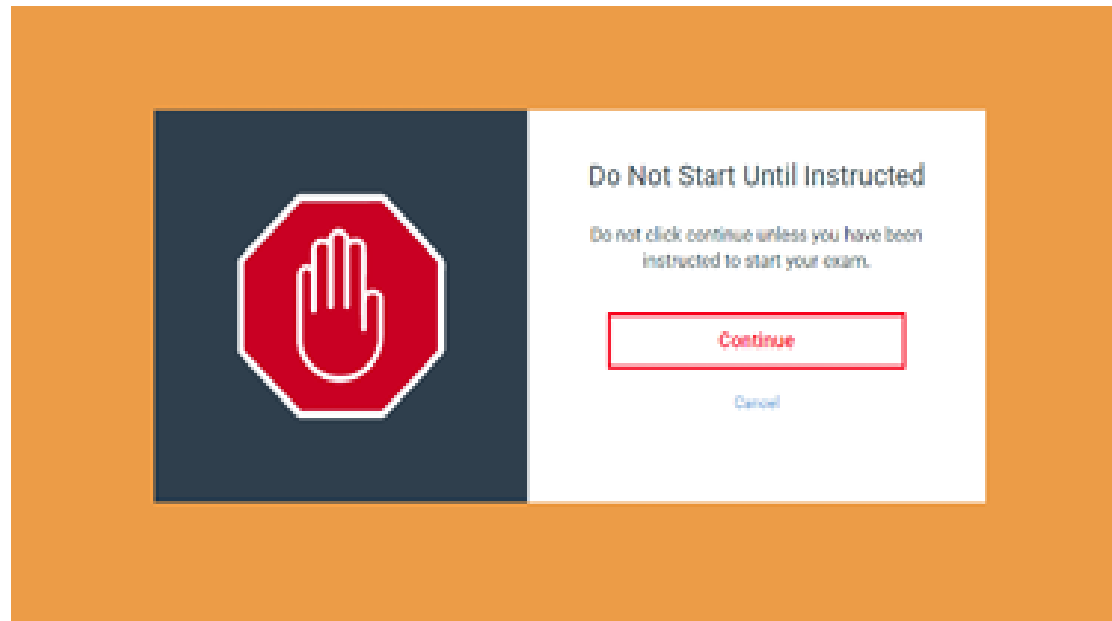 Do Not Start Until Instructed
Do not click continue unless you have been
instructed to start your exam.
Continue
Cancel